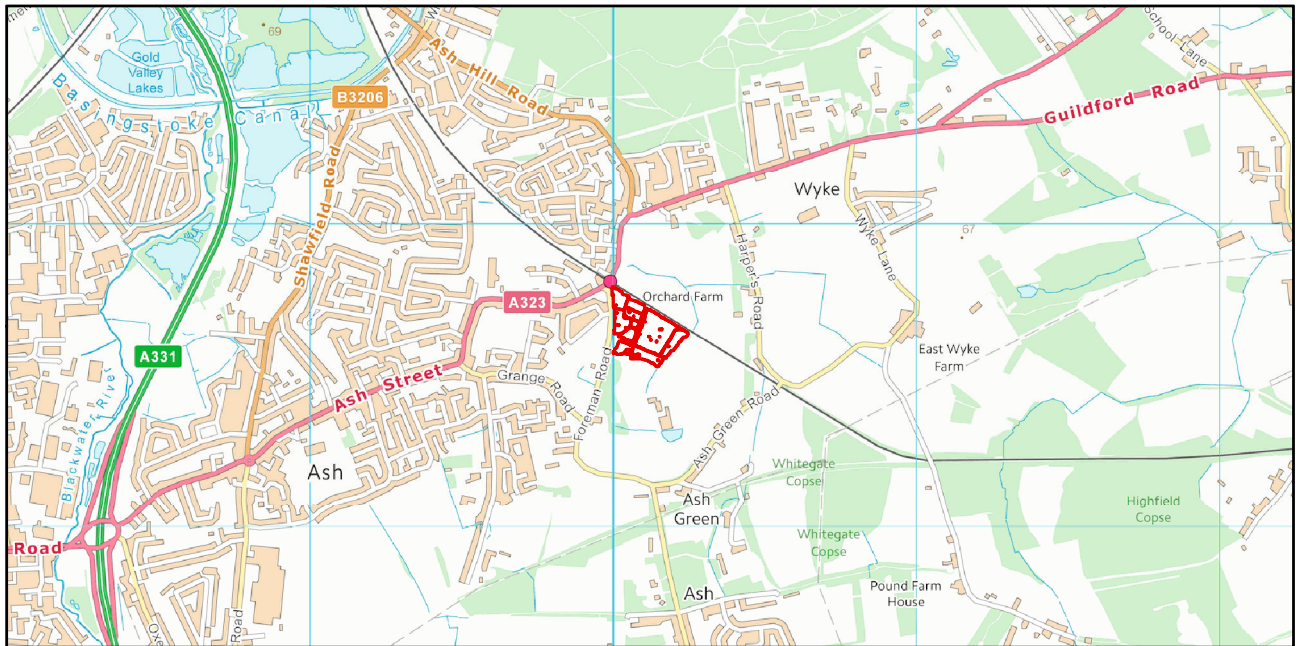 69
Gold
Valley
Lakes
Basingstoke Canal
B3206
Ash Hill Road
School Lane
Guildford Road
Shawfield Road
Wyke
Wyke Lane
67
Harper's Road
Orchard Farm
A323
A331
East Wyke
Farm
Ash Street
Grange Road
Foreman Road
Ash Green Road
Blackwater River
Ash
Whitegate
Copse
Ash
Green
Highfield
Copse
Whitegate
Copse
Road
Pound Farm
House
Ash
Road